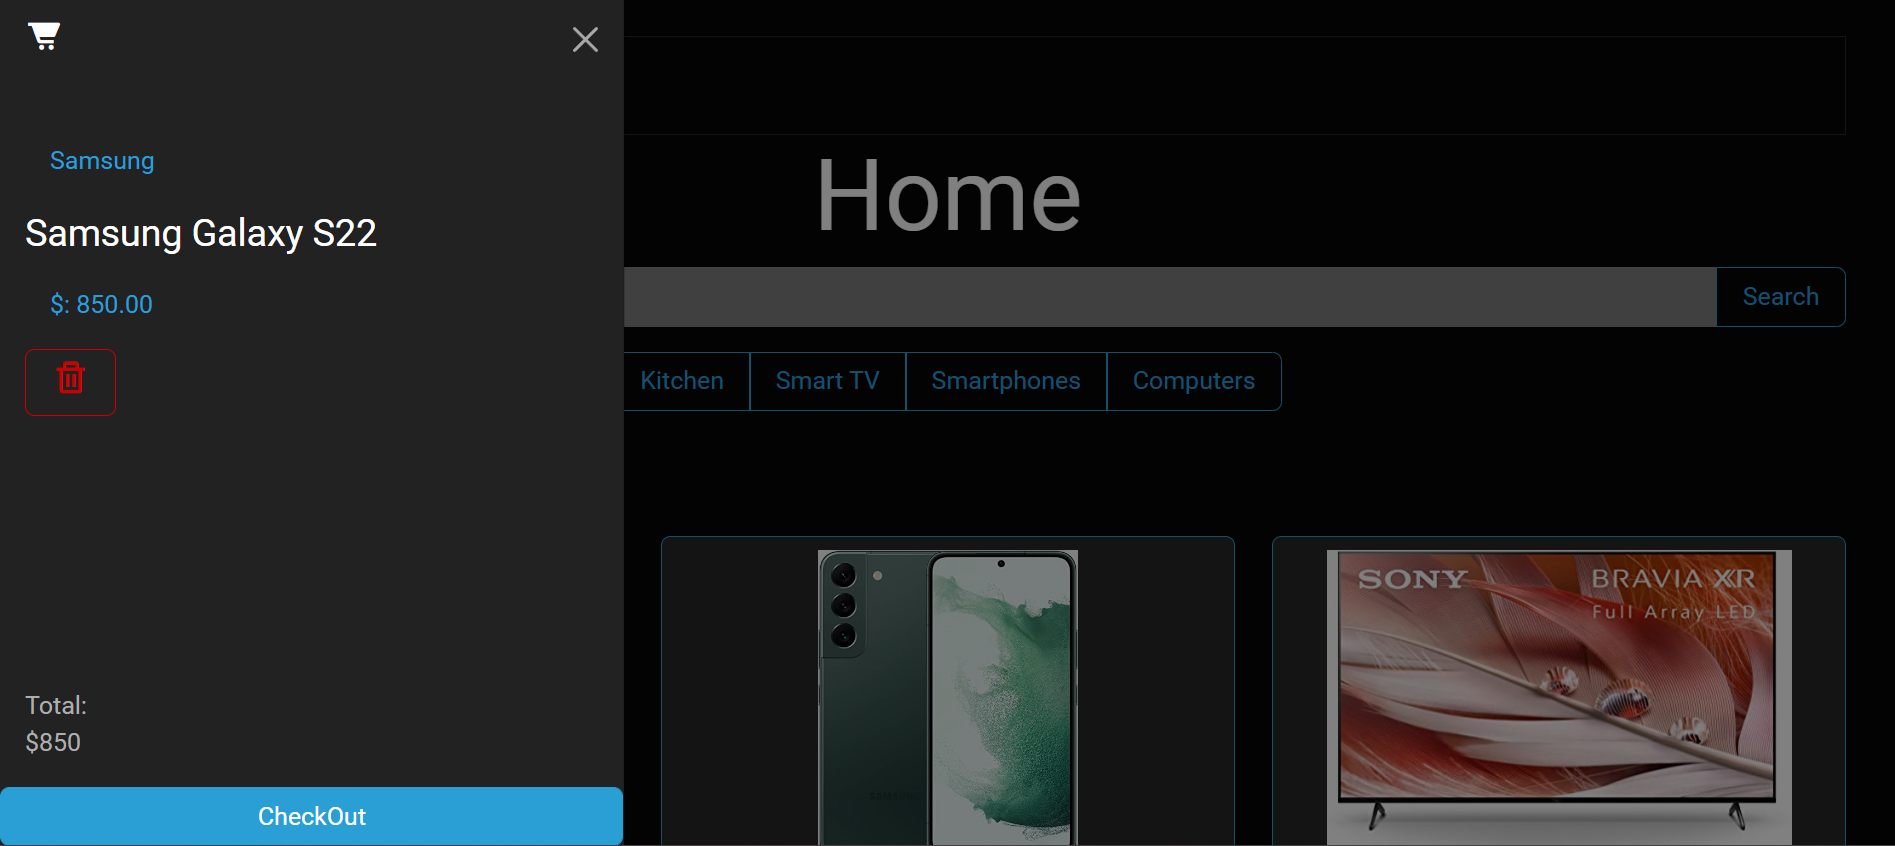 Samsung
Samsung Galaxy S22
$: 850.00
Total:
$850
CheckOut
Home
Search
Kitchen
Smart TV
Smartphones
Computers
SAMSUNG
SONY
BRAVIA XR
Full Array LED